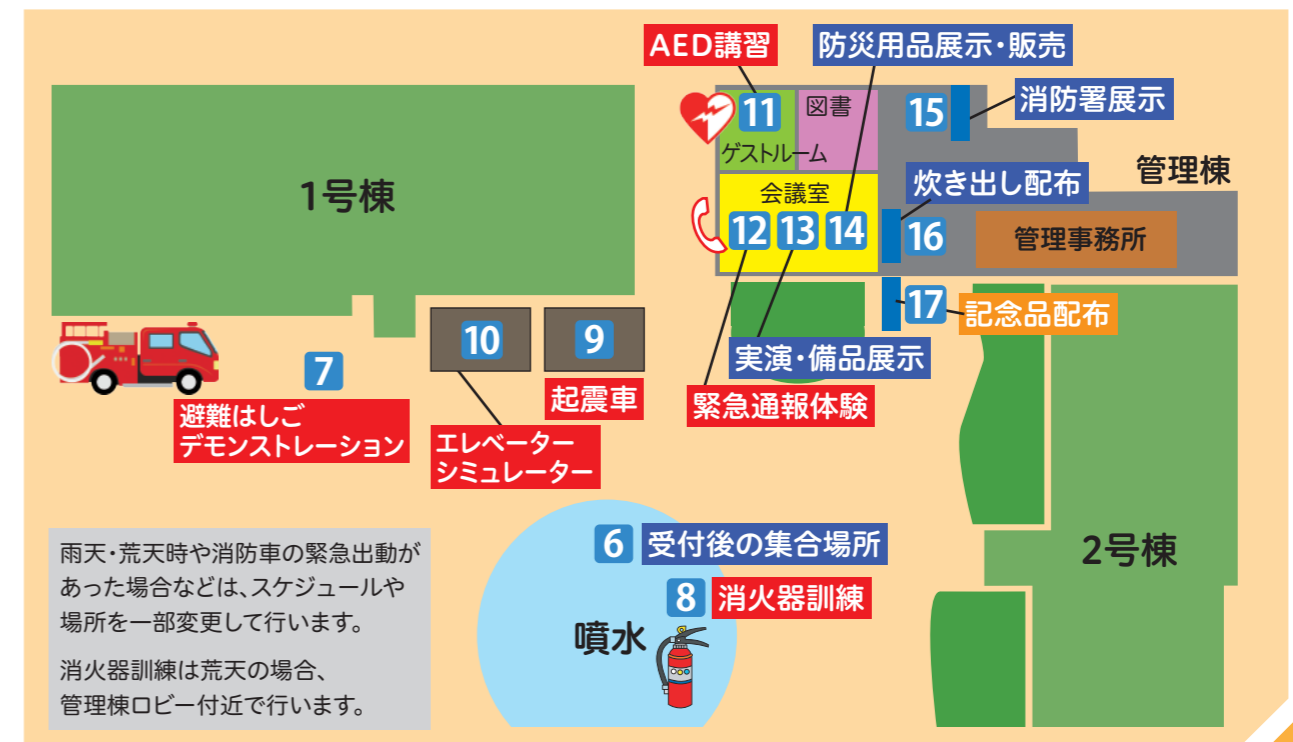 AED講習
防災用品展示・販売
11
図書
15
消防署展示
ゲストルーム
管理棟
1号棟
会議室
炊き出し配布
12
13
14
16
管理事務所
17
記念品配布
10
9
7
実演・備品展示
起震車
緊急通報体験
避難はしご
デモンストレーション
エレベーター
シミュレーター
6
受付後の集合場所
2号棟
8
消火器訓練
噴水
雨天・荒天時や消防車の緊急出動が
あった場合などは、スケジュールや
場所を一部変更して行います。
消火器訓練は荒天の場合、
管理棟ロビー付近で行います。